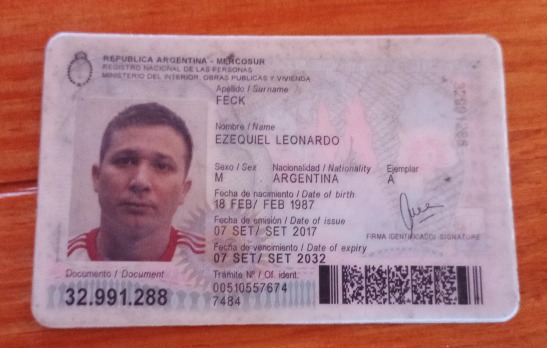 REPUBLICA ARGENTINA - MERCOSUR
REGISTRO NACIONAL DE LAS PERSONAS
MINISTERIO DEL INTERIOR, OBRAS PUBLICAS Y VIVIENDA
Apellido / Surname
FECK
Nombre / Name
EZEQUIEL LEONARDO
Sexo / Sex Nacionalidad / Nationality Ejemplar
M ARGENTINA A
Fecha de nacimiento / Date of birth
18 FEB/ FEB 1987
Fecha de emisión / Date of issue
07 SET/ SET 2017
FIRMA IDENTIFICADO/ SIGNATURE
Fecha de vencimiento / Date of expiry
07 SET/ SET 2032
Documento / Document Trámite Nº / Of. ident.
32.991.288 00510557674
7484